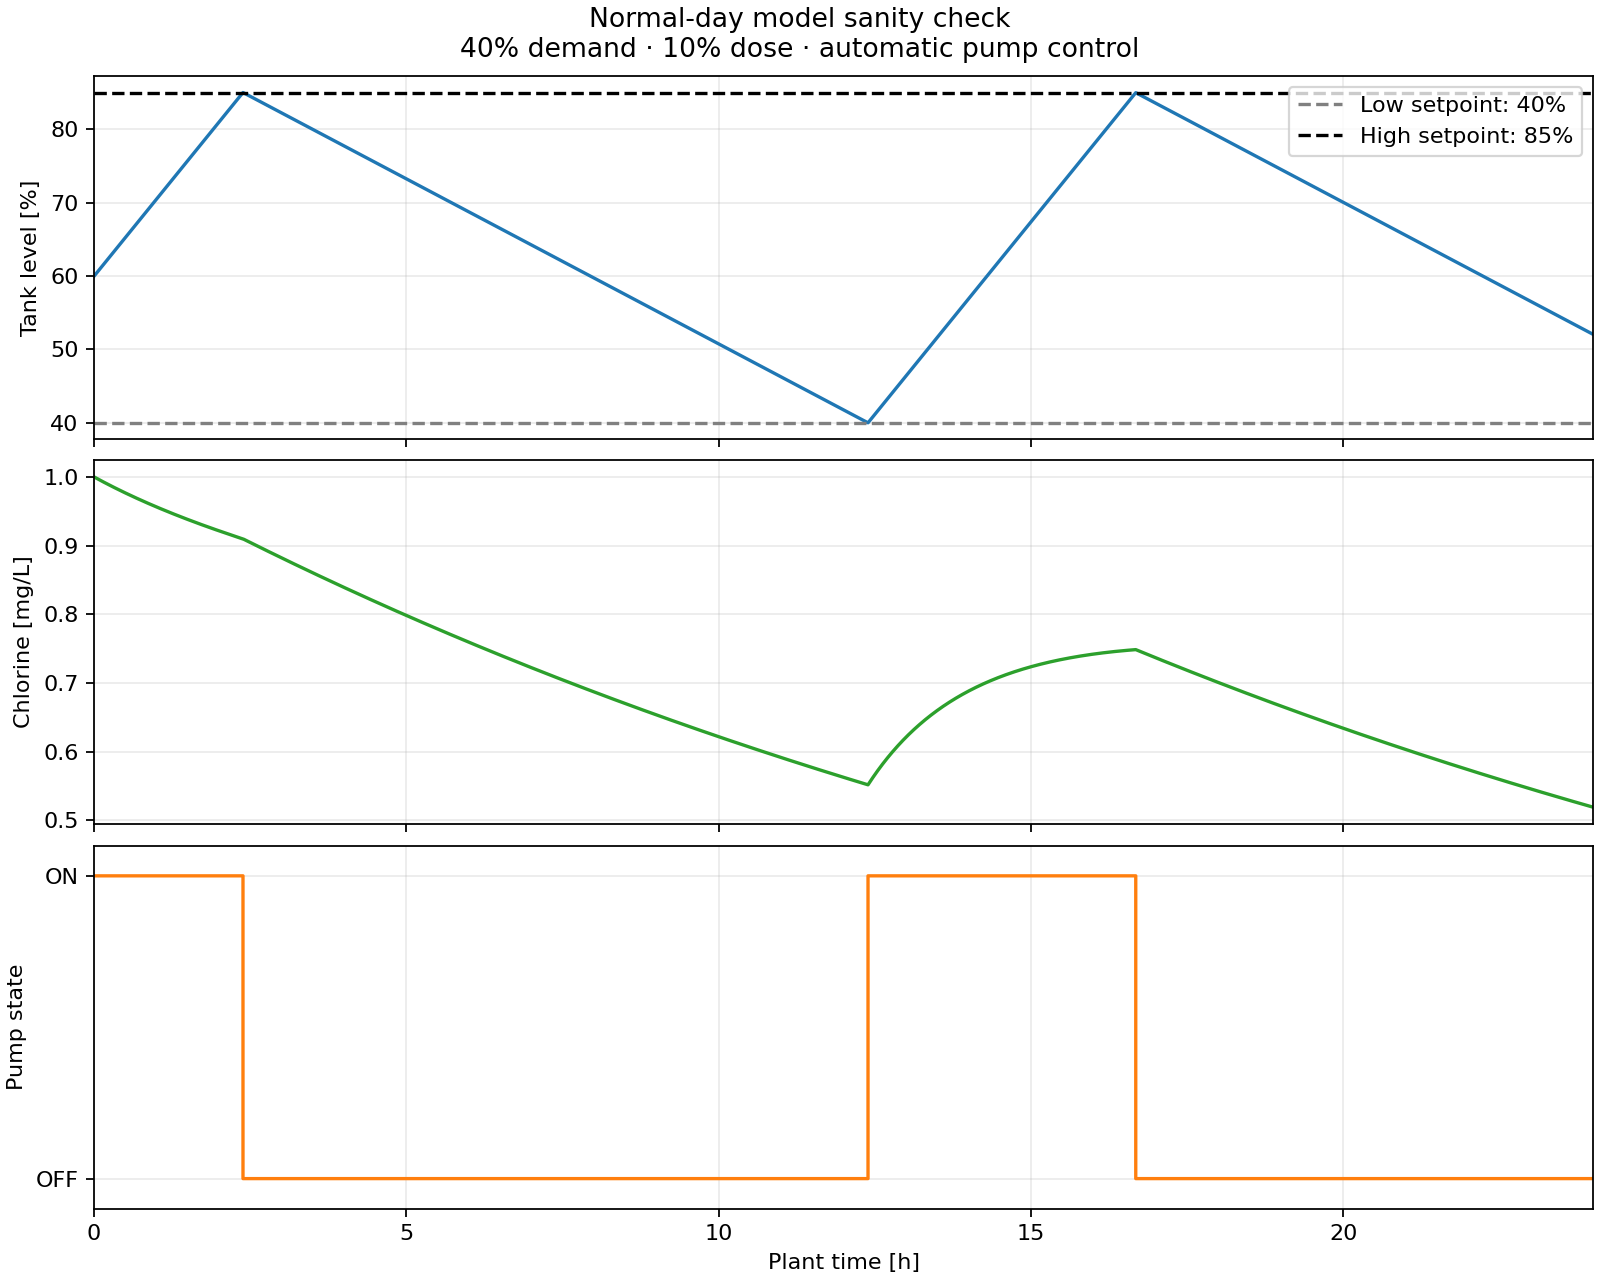 Normal-day model sanity check
40% demand · 10% dose · automatic pump control
Tank level [%]
80
70
60
50
40
Low setpoint: 40%
High setpoint: 85%
Chlorine [mg/L]
1.0
0.9
0.8
0.7
0.6
0.5
Pump state
ON
OFF
0
5
10
15
20
Plant time [h]